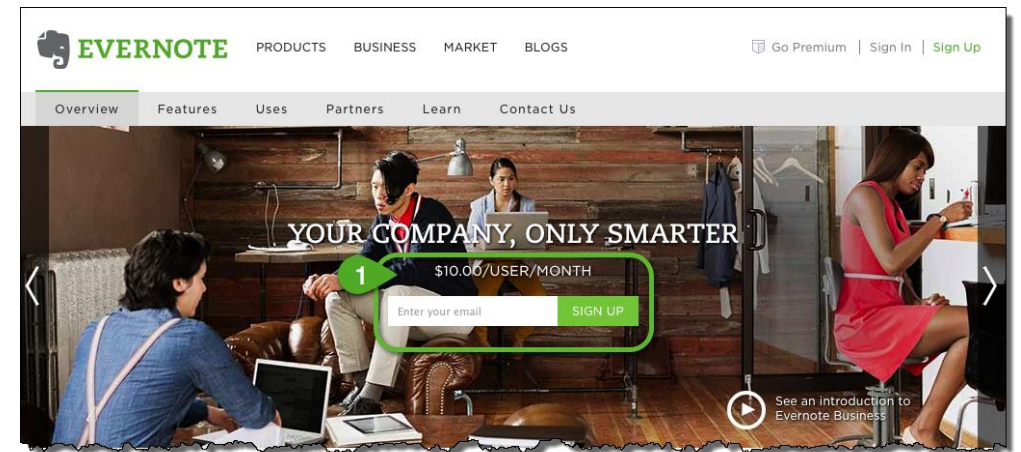 EVERNOTE PRODUCTS BUSINESS MARKET BLOGS Go Premium | Sign In | Sign Up
Overview Features Uses Partners Learn Contact Us
YOUR COMPANY, ONLY SMARTER
1 $10.00/USER/MONTH
Enter your email SIGN UP
See an introduction to
Evernote Business